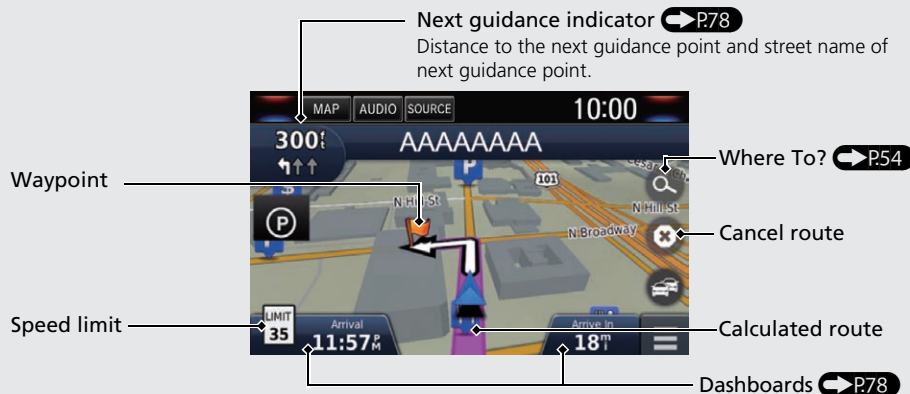 Next guidance indicator P.78
Distance to the next guidance point and street name of
next guidance point.
MAP AUDIO SOURCE 10:00
300ft AAAAAAAA
Where To? P.54
Waypoint
P
101
N Hill St
N Hill St
P
N Broadway
Cancel route
Speed limit
LIMIT
35
Arrival
11:57PM
Arrive In
18mi
Calculated route
Dashboards P.78